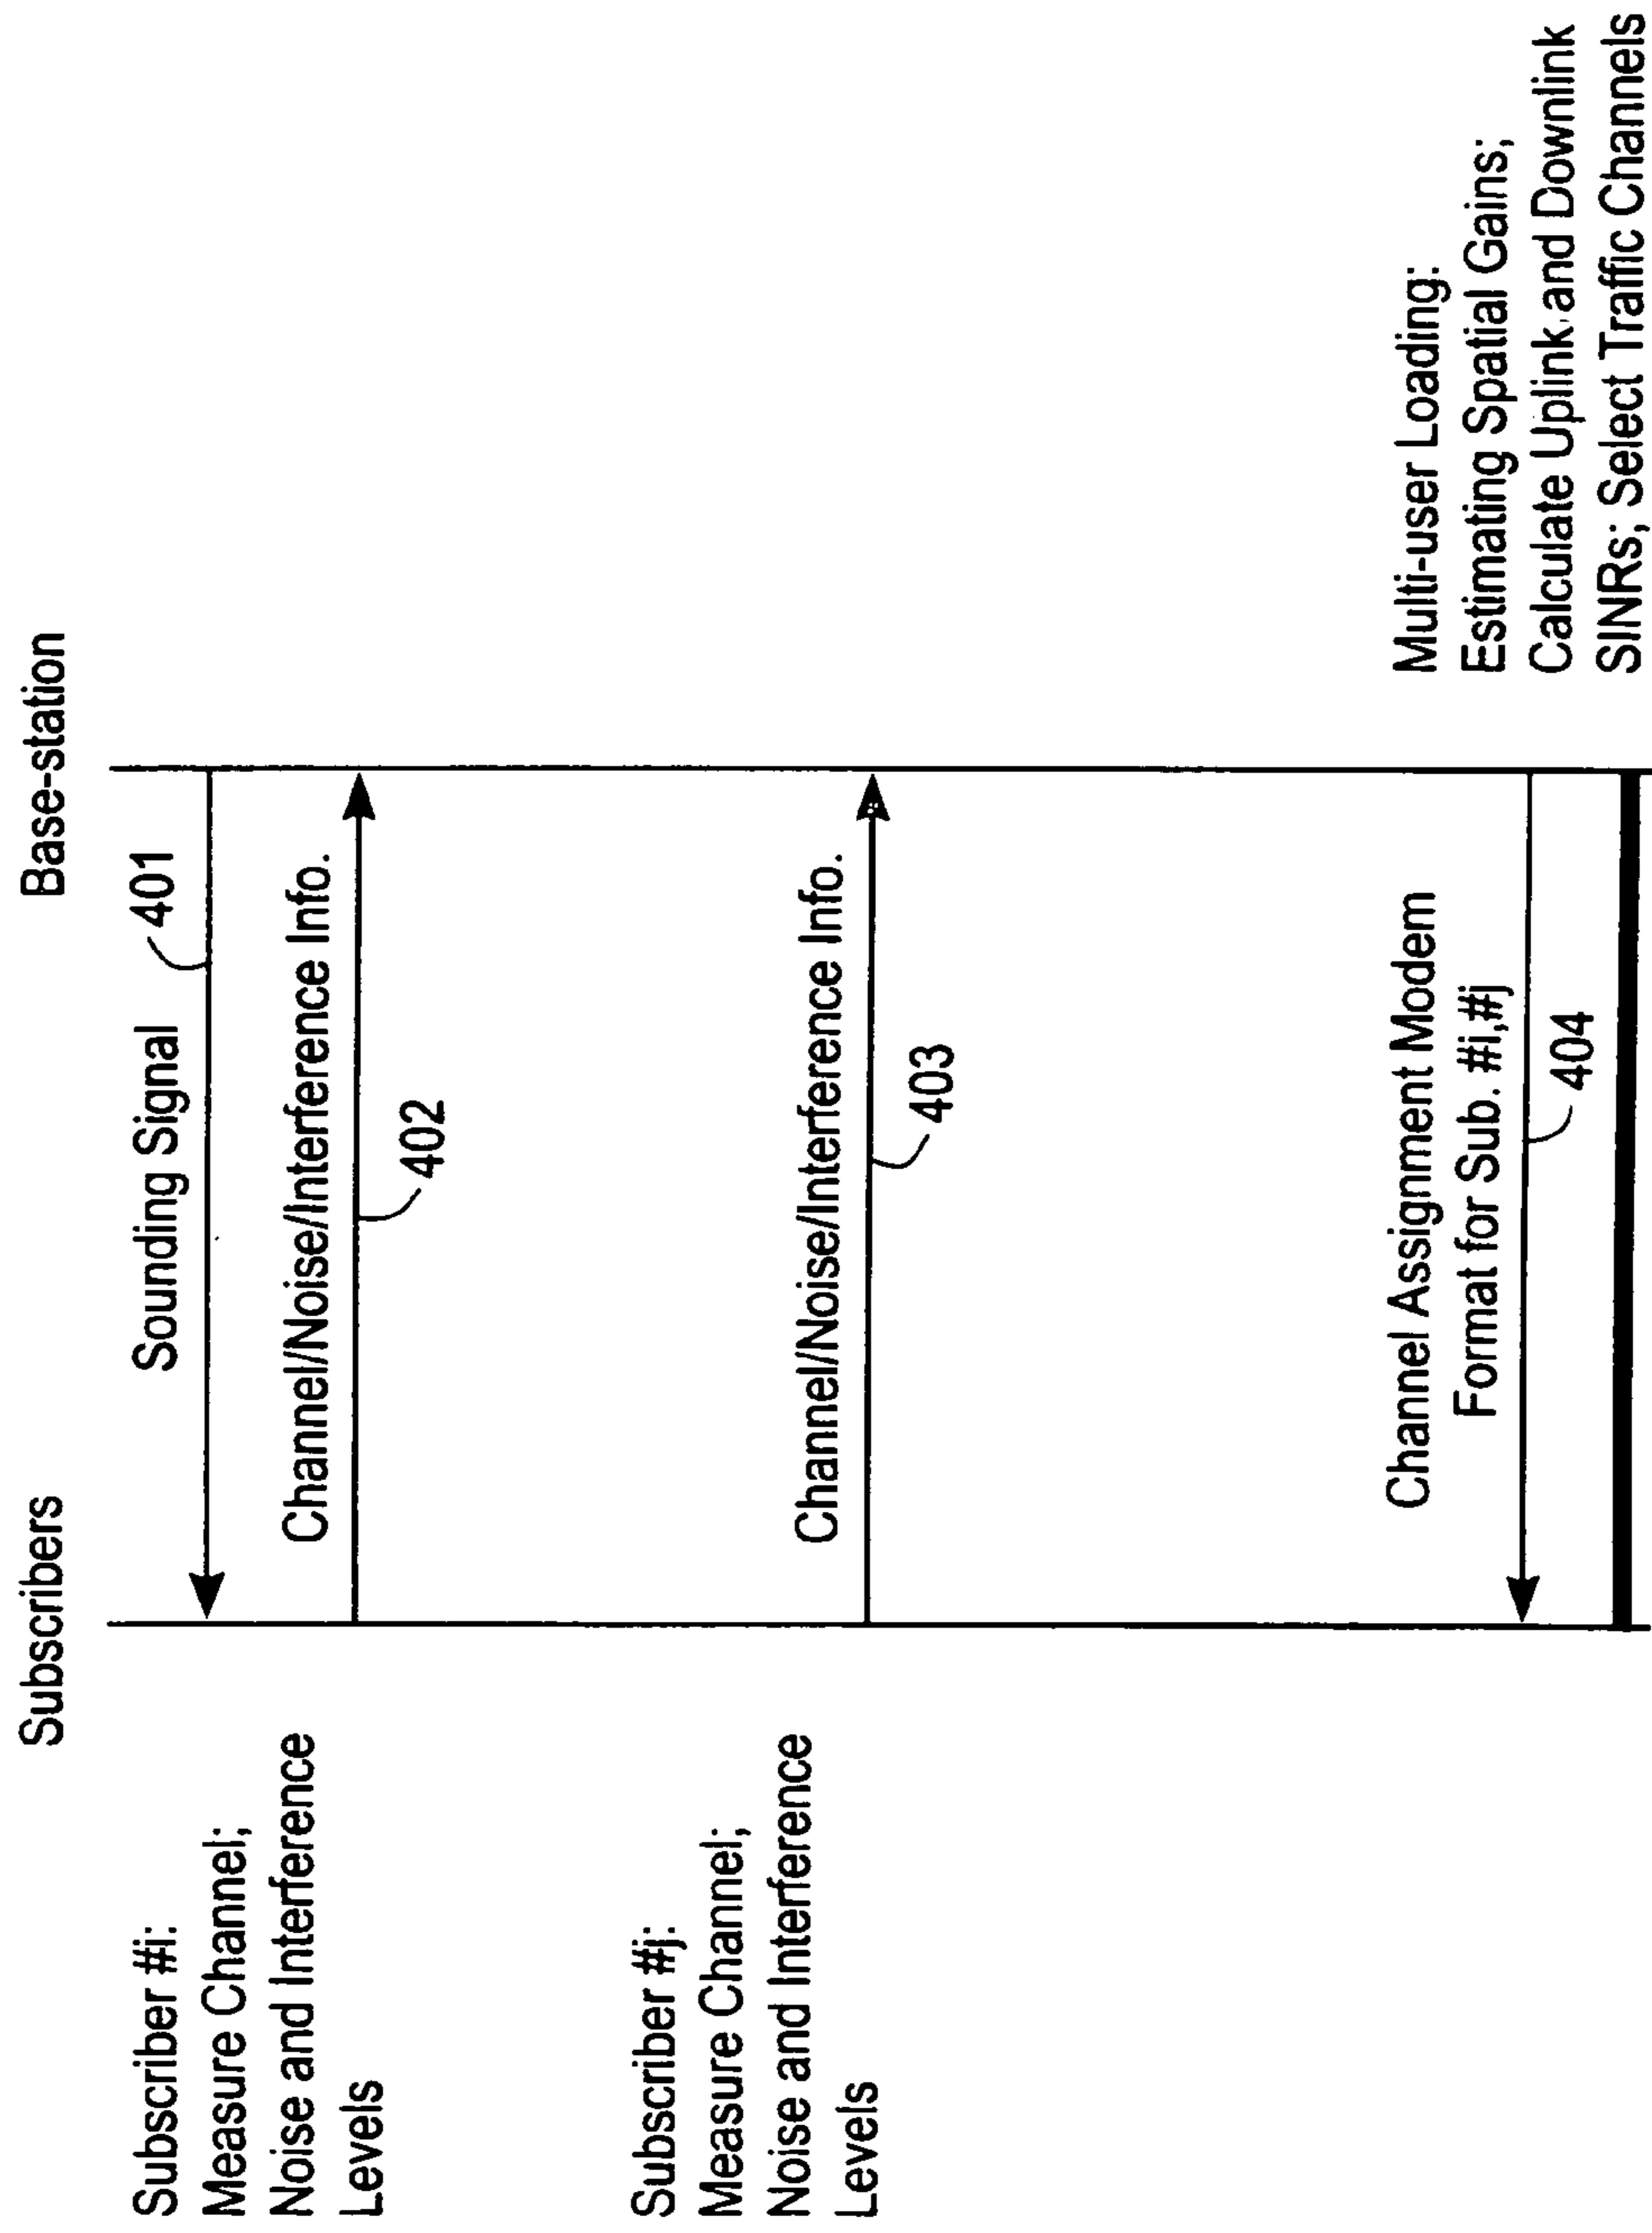 Subscribers
Base-station
Subscriber #i:
Measure Channel;
Noise and Interference
Levels
Sounding Signal
401
Channel/Noise/Interference Info.
402
Subscriber #j:
Measure Channel;
Noise and Interference
Levels
Channel/Noise/Interference Info.
403
Channel Assignment Modem
Format for Sub. #i,#j
404
Multi-user Loading:
Estimating Spatial Gains;
Calculate Uplink and Downlink
SINRs; Select Traffic Channels